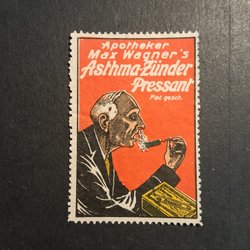 Apotheker
Max Wagner's
Asthma-Zünder
Pressant
Pat. gesch.